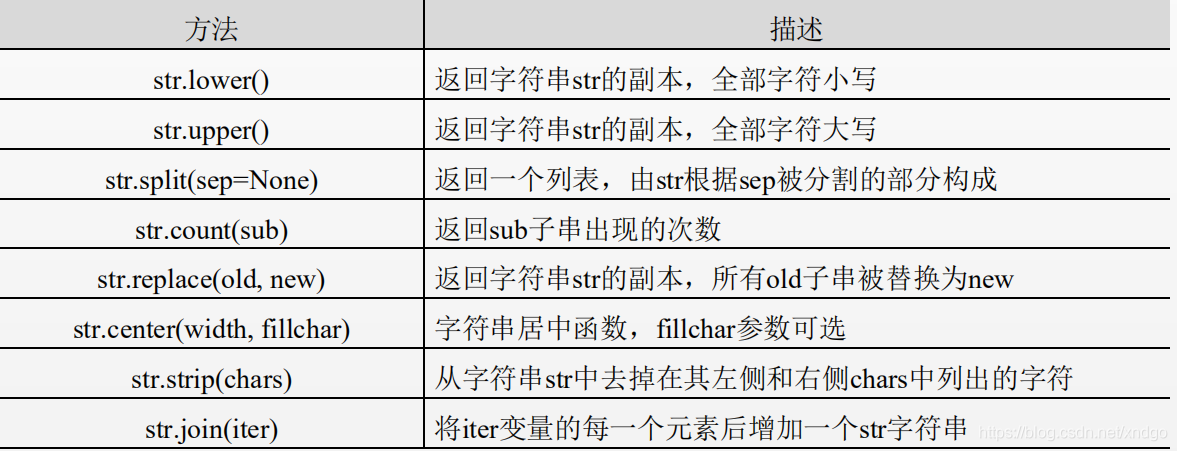 方法 描述
str.lower() 返回字符串str的副本，全部字符小写
str.upper() 返回字符串str的副本，全部字符大写
str.split(sep=None) 返回一个列表，由str根据sep被分割的部分构成
str.count(sub) 返回sub子串出现的次数
str.replace(old, new) 返回字符串str的副本，所有old子串被替换为new
str.center(width, fillchar) 字符串居中函数，fillchar参数可选
str.strip(chars) 从字符串str中去掉在其左侧和右侧chars中列出的字符
str.join(iter) 将iter变量的每一个元素后增加一个str字符串
https://blog.csdn.net/xndgo